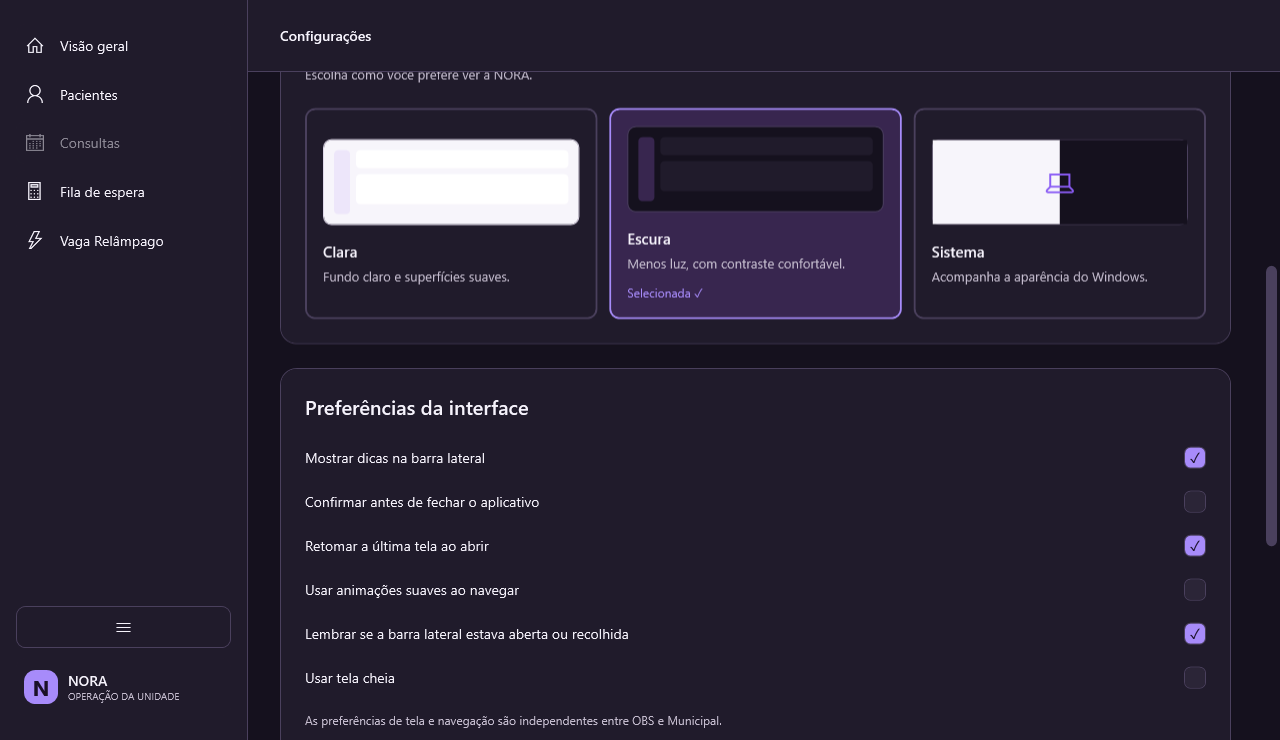 Visão geral
Pacientes
Consultas
Fila de espera
Vaga Relâmpago
N
NORA
OPERAÇÃO DA UNIDADE
Configurações
Escolha como você prefere ver a NORA.
Clara
Fundo claro e superfícies suaves.
Escura
Menos luz, com contraste confortável.
Selecionada ✓
Sistema
Acompanha a aparência do Windows.
Preferências da interface
Mostrar dicas na barra lateral
Confirmar antes de fechar o aplicativo
Retomar a última tela ao abrir
Usar animações suaves ao navegar
Lembrar se a barra lateral estava aberta ou recolhida
Usar tela cheia
As preferências de tela e navegação são independentes entre OBS e Municipal.